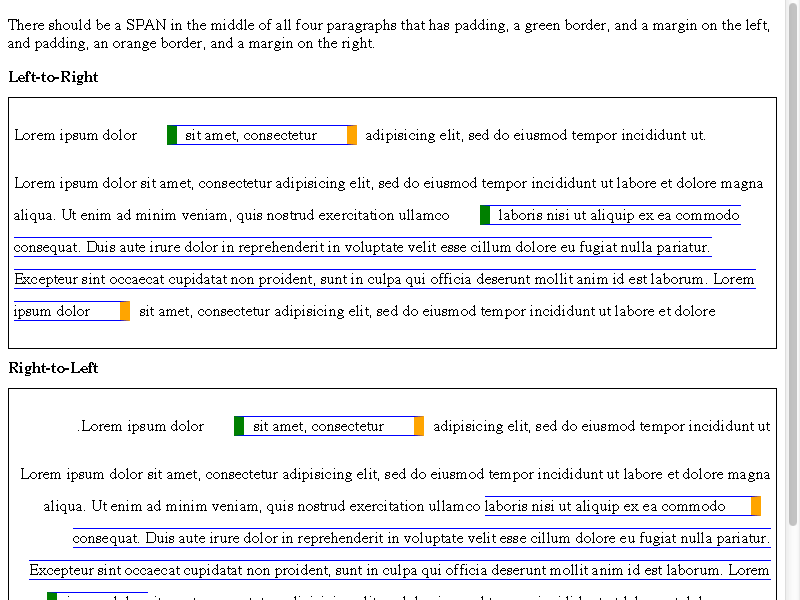 There should be a SPAN in the middle of all four paragraphs that has padding, a green border, and a margin on the left,
and padding, an orange border, and a margin on the right.
Left-to-Right
Lorem ipsum dolor sit amet, consectetur adipisicing elit, sed do eiusmod tempor incididunt ut.
Lorem ipsum dolor sit amet, consectetur adipisicing elit, sed do eiusmod tempor incididunt ut labore et dolore magna
aliqua. Ut enim ad minim veniam, quis nostrud exercitation ullamco laboris nisi ut aliquip ex ea commodo
consequat. Duis aute irure dolor in reprehenderit in voluptate velit esse cillum dolore eu fugiat nulla pariatur.
Excepteur sint occaecat cupidatat non proident, sunt in culpa qui officia deserunt mollit anim id est laborum. Lorem
ipsum dolor sit amet, consectetur adipisicing elit, sed do eiusmod tempor incididunt ut labore et dolore
Right-to-Left
.Lorem ipsum dolor sit amet, consectetur adipisicing elit, sed do eiusmod tempor incididunt ut
Lorem ipsum dolor sit amet, consectetur adipisicing elit, sed do eiusmod tempor incididunt ut labore et dolore magna
aliqua. Ut enim ad minim veniam, quis nostrud exercitation ullamco laboris nisi ut aliquip ex ea commodo
consequat. Duis aute irure dolor in reprehenderit in voluptate velit esse cillum dolore eu fugiat nulla pariatur.
Excepteur sint occaecat cupidatat non proident, sunt in culpa qui officia deserunt mollit anim id est laborum. Lorem